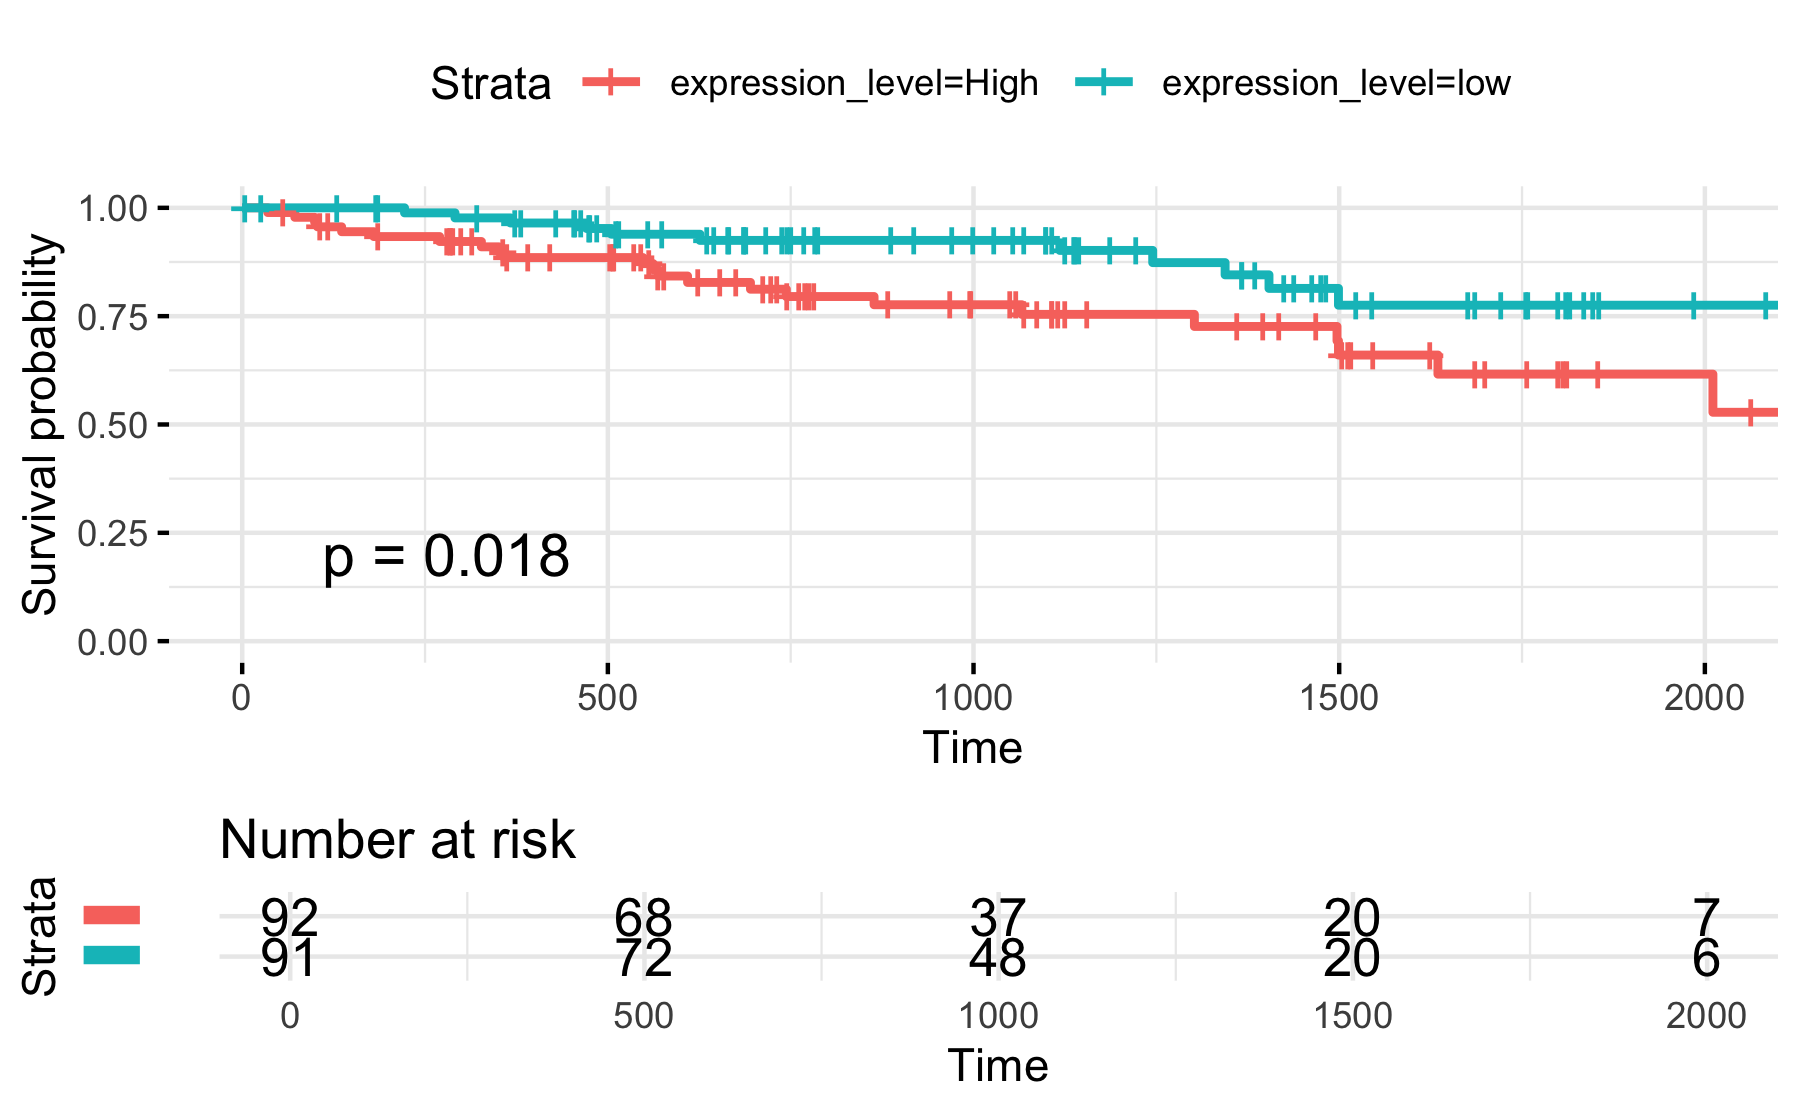 Strata expression_level=High expression_level=low
Survival probability
1.00
0.75
0.50
0.25
0.00
p = 0.018
0 500 1000 1500 2000
Time
Number at risk
Strata
92 68 37 20 7
91 72 48 20 6
0 500 1000 1500 2000
Time